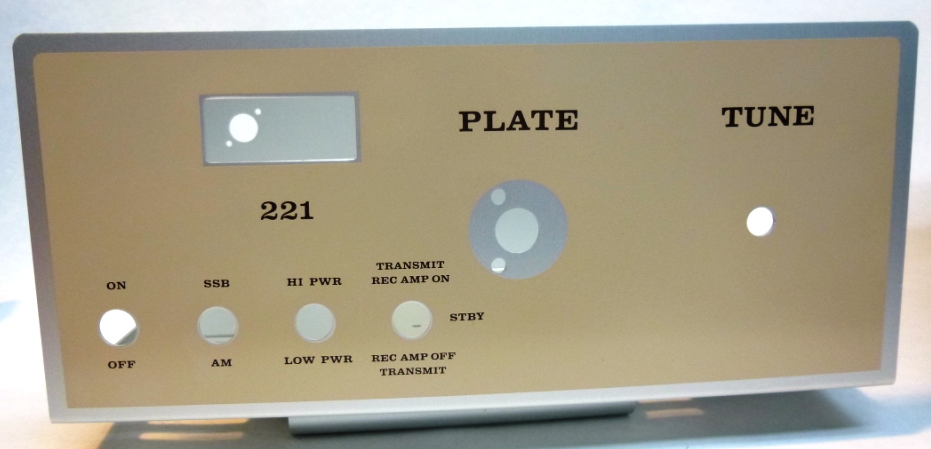 PLATE
TUNE
221
TRANSMIT
REC AMP ON
ON
SSB
HI PWR
STBY
OFF
AM
LOW PWR
REC AMP OFF
TRANSMIT